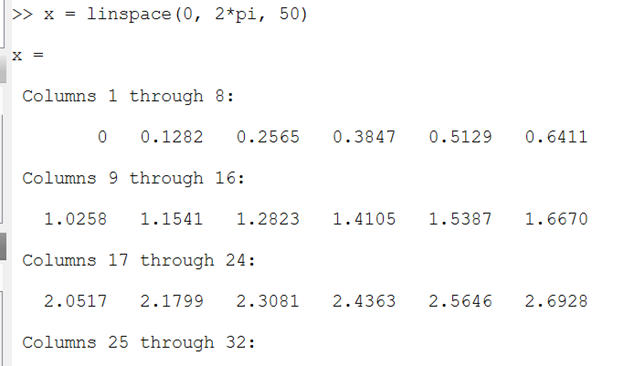 >> x = linspace(0, 2*pi, 50)
x =
Columns 1 through 8:
0 0.1282 0.2565 0.3847 0.5129 0.6411
Columns 9 through 16:
1.0258 1.1541 1.2823 1.4105 1.5387 1.6670
Columns 17 through 24:
2.0517 2.1799 2.3081 2.4363 2.5646 2.6928
Columns 25 through 32: